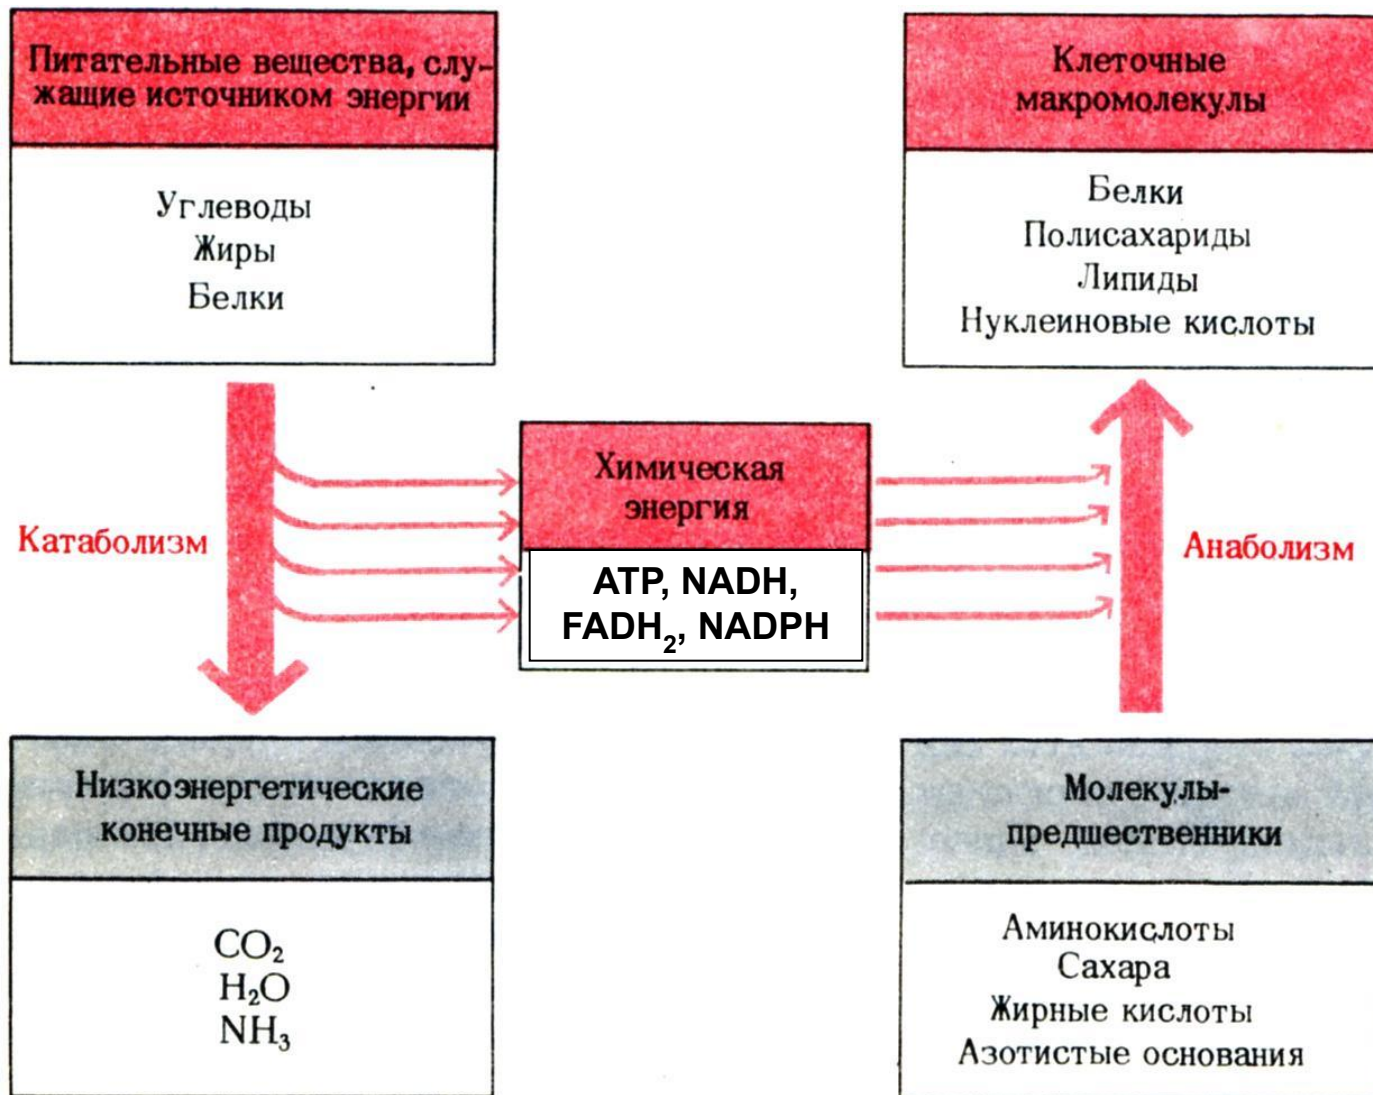 Питательные вещества, слу-
жащие источником энергии
Углеводы
Жиры
Белки
Клеточные
макромолекулы
Белки
Полисахариды
Липиды
Нуклеиновые кислоты
Катаболизм
Химическая
энергия
ATP, NADH,
FADH₂, NADPH
Анаболизм
Низкоэнергетические
конечные продукты
CO₂
H₂O
NH₃
Молекулы-
предшественники
Аминокислоты
Сахара
Жирные кислоты
Азотистые основания